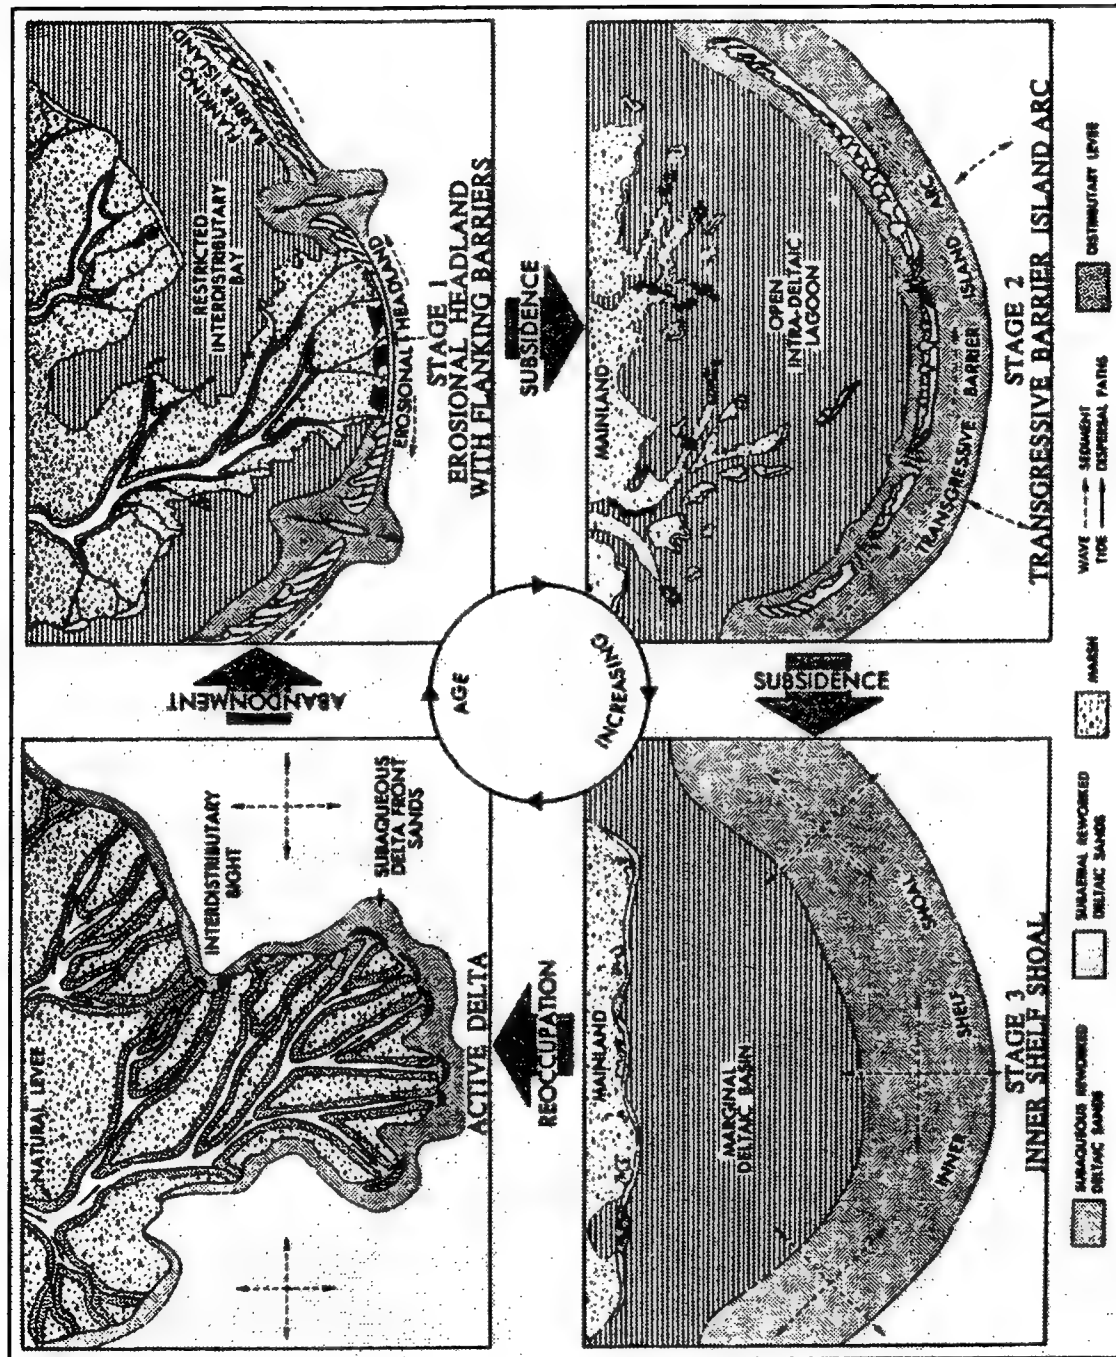 NATURAL LEVEE
INTERDISTRIBUTARY
BIGHT
SUBAQUEOUS
DELTA FRONT
SANDS
ACTIVE DELTA
ABANDONMENT
FLANKING
BARRIER ISLAND
RESTRICTED
INTERDISTRIBUTARY
BAY
EROSIONAL HEADLAND
STAGE 1
EROSIONAL HEADLAND
WITH FLANKING BARRIERS
REOCCUPATION
AGE
INCREASING
SUBSIDENCE
MAINLAND
MARGINAL
DELTAIC BASIN
INNER SHELF SHOAL
STAGE 3
INNER SHELF SHOAL
SUBSIDENCE
MAINLAND
OPEN
INTRA-DELTAIC
LAGOON
TRANSGRESSIVE BARRIER ISLAND ARC
STAGE 2
TRANSGRESSIVE BARRIER ISLAND ARC
SUBAQUEOUS REWORKED
DELTAIC SANDS
SUBAERIAL REWORKED
DELTAIC SANDS
MARSH
WAVE SEDIMENT
TIDE DISPERSAL PATHS
DISTRIBUTARY LEVEE